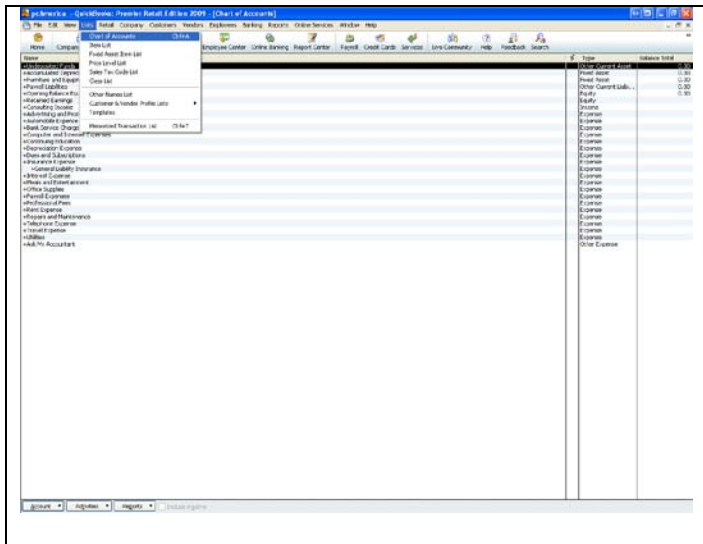 pcAmerica - QuickBooks: Premier Retail Edition 2009 - [Chart of Accounts]
File Edit View Lists Retail Company Customers Vendors Employees Banking Reports Online Services Window Help
Home Employee Center Online Banking Report Center Payroll Credit Cards Services Live Community Help Feedback Search
Chart of Accounts Ctrl+A
Item List
Fixed Asset Item List
Price Level List
Sales Tax Code List
Class List
Other Names List
Customer & Vendor Profile Lists
Templates
Memorized Transaction List Ctrl+T
Name Type Balance Total
Undeposited Funds Other Current Asset 0.00
Fixed Asset 0.00
Furniture and Equipm Fixed Asset 0.00
Payroll Liabilities Other Current Liab... 0.00
Equity 0.00
Retained Earnings Equity
Consulting Income Income
Advertising and Expense
Automobile Expense Expense
Bank Service Charge Expense
Computer and Internet Expenses Expense
Continuing Education Expense
Depreciation Expense Expense
Dues and Subscriptions Expense
Insurance Expense Expense
General Liability Insurance Expense
Interest Expense Expense
Meals and Entertainment Expense
Office Supplies Expense
Payroll Expenses Expense
Professional Fees Expense
Rent Expense Expense
Repairs and Maintenance Expense
Telephone Expense Expense
Travel Expense Expense
Utilities Expense
Ask My Accountant Other Expense
Account Activities Reports Include inactive